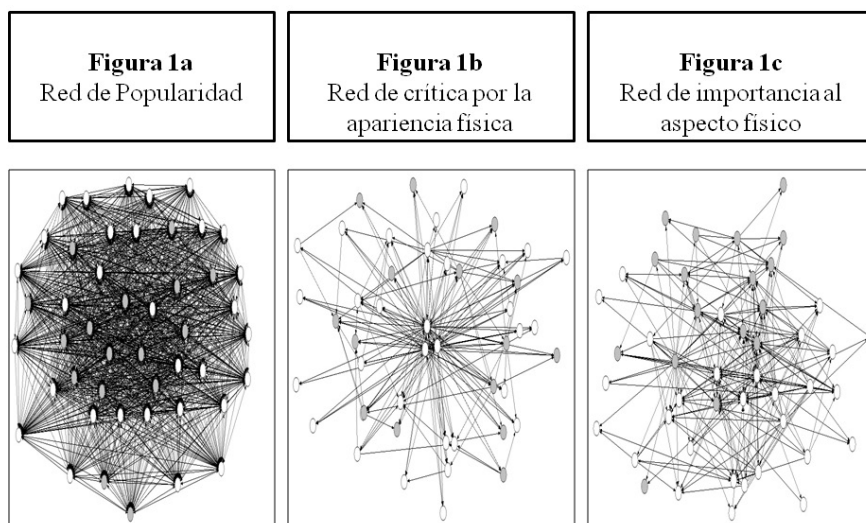 Figura 1a
Red de Popularidad
Figura 1b
Red de crítica por la
apariencia física
Figura 1c
Red de importancia al
aspecto físico